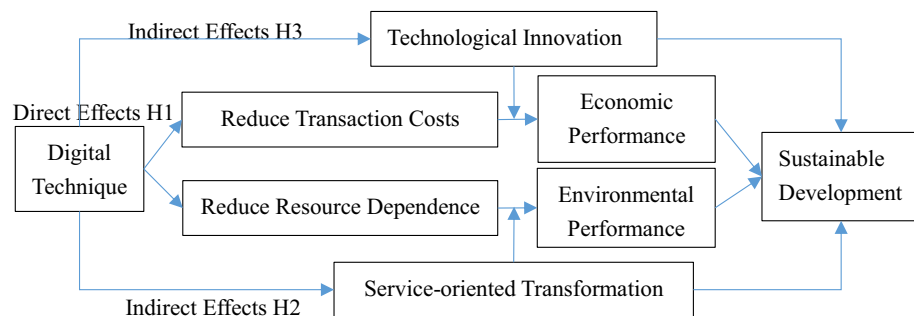 Indirect Effects H3
Technological Innovation
Direct Effects H1
Reduce Transaction Costs
Economic
Performance
Digital
Technique
Sustainable
Development
Reduce Resource Dependence
Environmental
Performance
Indirect Effects H2
Service-oriented Transformation